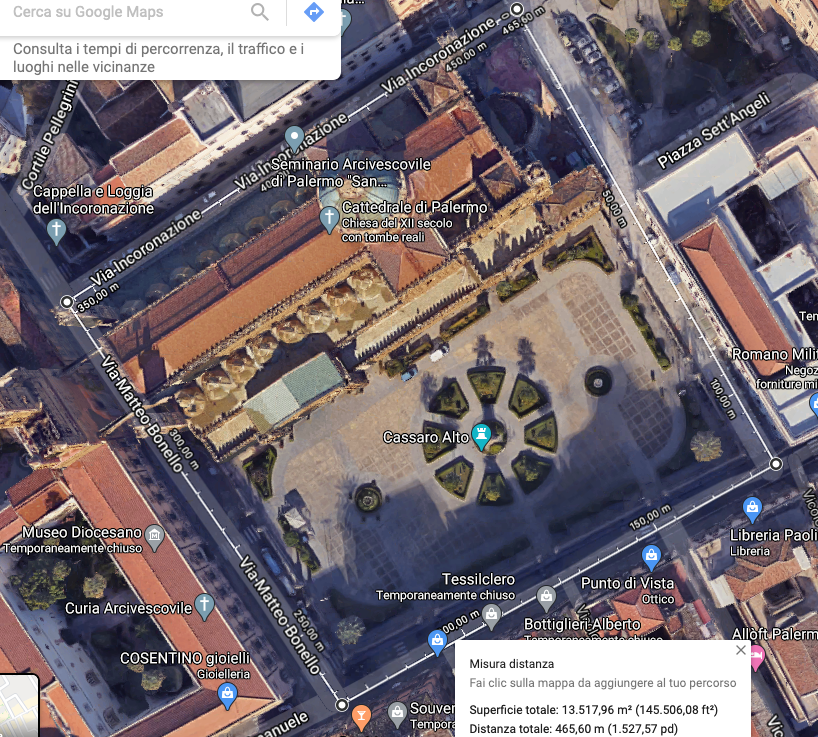 Cerca su Google Maps
Consulta i tempi di percorrenza, il traffico e i
luoghi nelle vicinanze
465,60 m
Via Incoronazione
450,00 m
Piazza Sett'Angeli
Cortile Pellegrini
Via Incoronazione
Seminario Arcivescovile
di Palermo "San...
Cappella e Loggia
dell'Incoronazione
Cattedrale di Palermo
Chiesa del XII secolo
con tombe reali
50,00 m
Via Incoronazione
350,00 m
Romano Mili
Negoz
forniture mi
100,00 m
Via Matteo Bonello
300,00 m
Cassaro Alto
150,00 m
Museo Diocesano
Temporaneamente chiuso
Libreria Paoli
Libreria
Tessilclero
Temporaneamente chiuso
Punto di Vista
Ottico
Curia Arcivescovile
Via Matteo Bonello
250,00 m
00,00 m
Bottiglieri Alberto
Temporaneamente chiuso
Alloft Palerm
COSENTINO gioielli
Gioielleria
Misura distanza
Fai clic sulla mappa da aggiungere al tuo percorso
Superficie totale: 13.517,96 m² (145.506,08 ft²)
Distanza totale: 465,60 m (1.527,57 pd)
Souver
Tempora
anuele